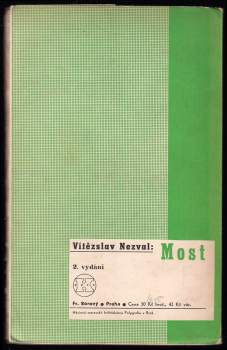 Vítězslav Nezval:
Most
2. vydání
Fr. Borový ● Praha ● Cena 30 Kč brož., 42 Kč váz.